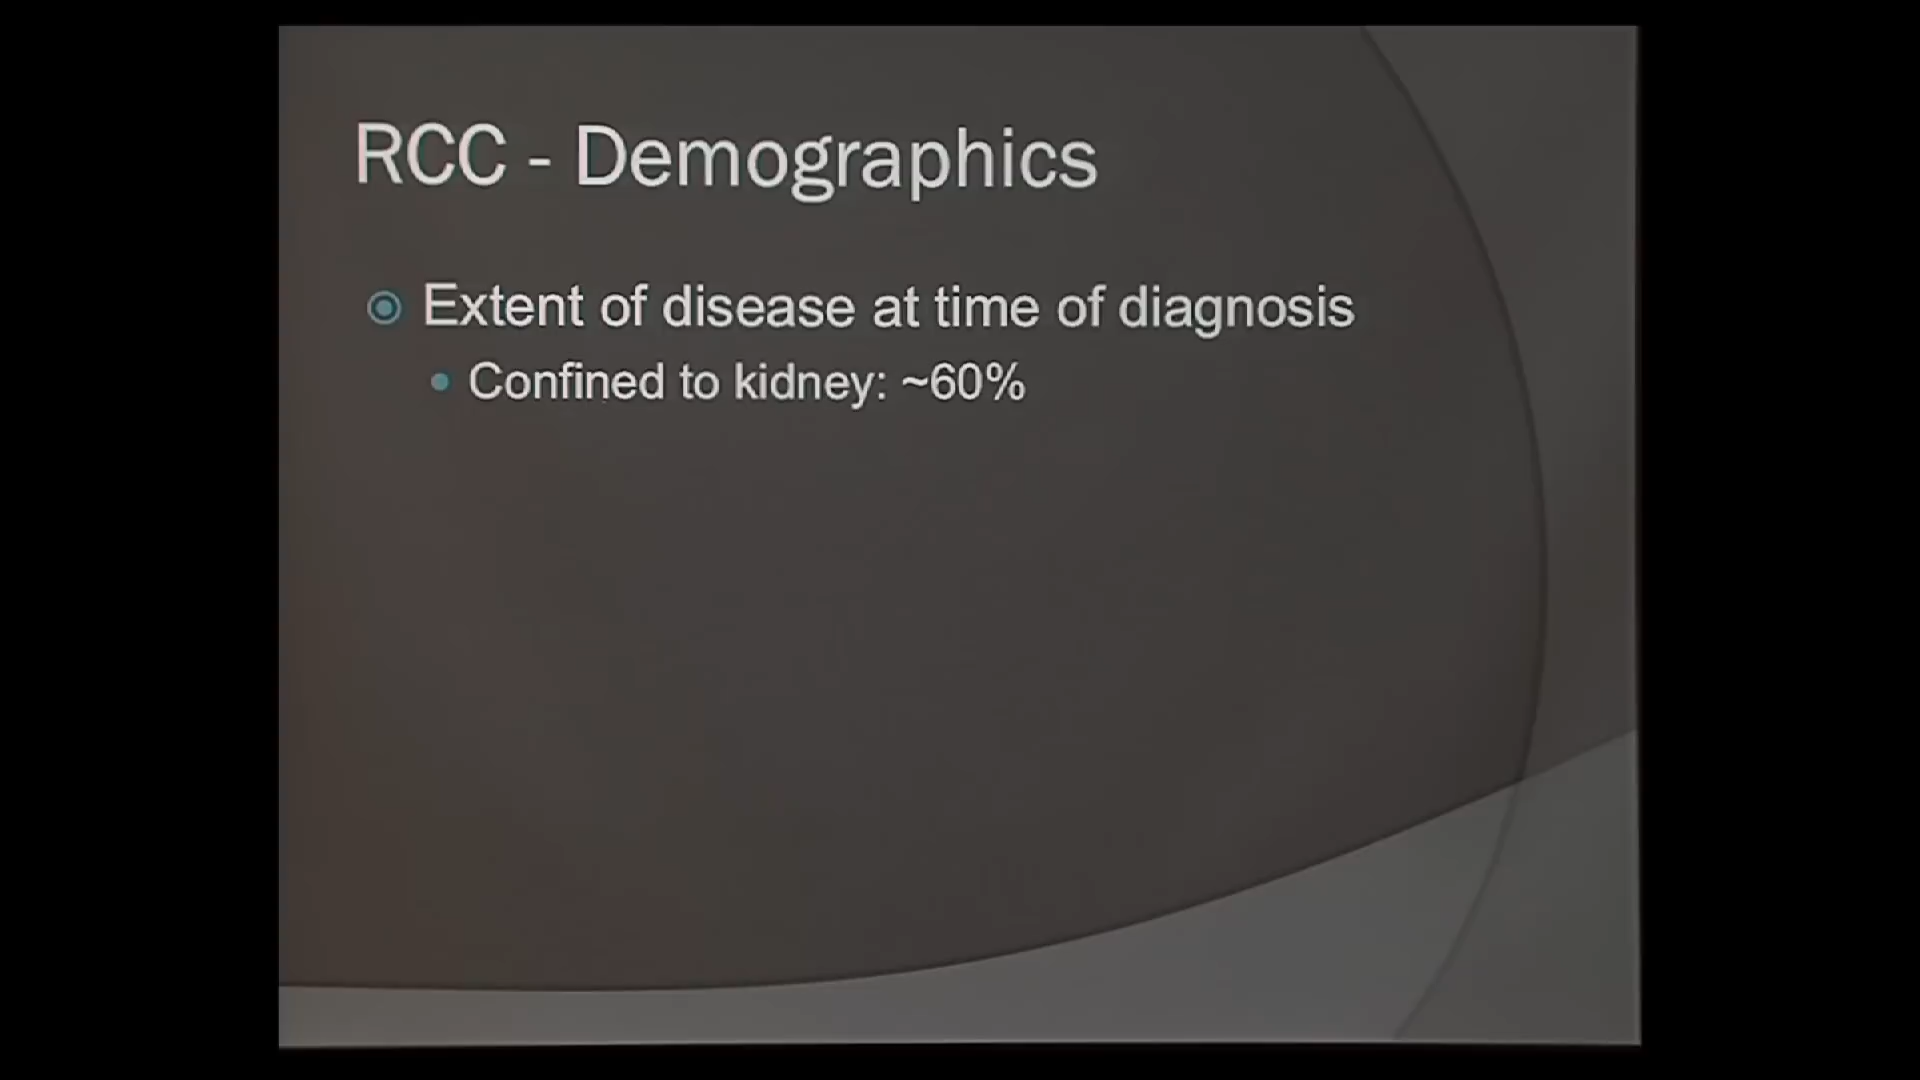 RCC - Demographics
Extent of disease at time of diagnosis
Confined to kidney: ~60%